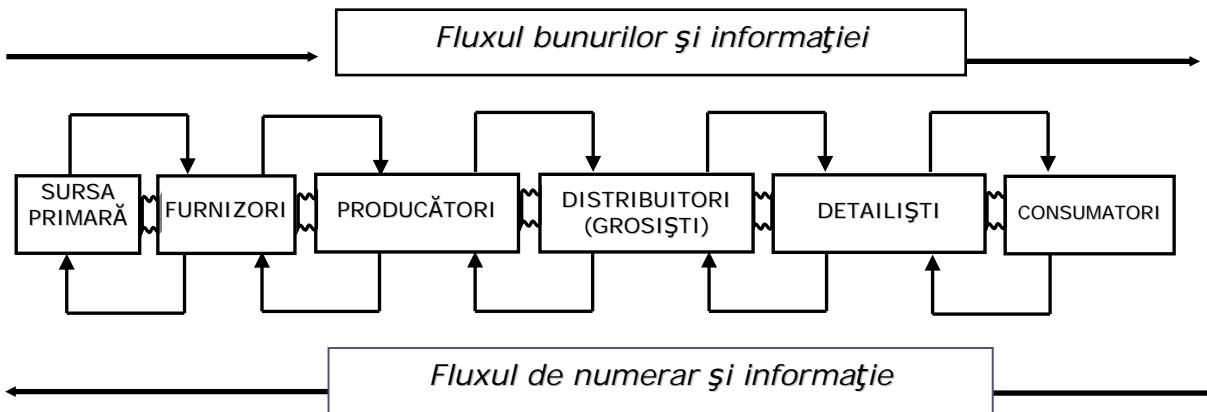 Fluxul bunurilor şi informaţiei
SURSA
PRIMARĂ
FURNIZORI
PRODUCĂTORI
DISTRIBUITORI
(GROSIŞTI)
DETAILIŞTI
CONSUMATORI
Fluxul de numerar şi informaţie